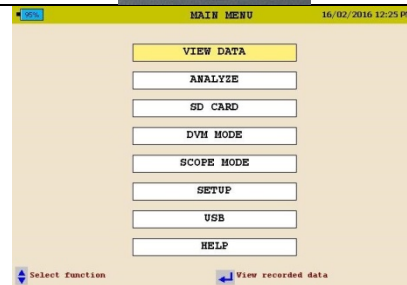 95% MAIN MENU 16/02/2016 12:25 PM
VIEW DATA
ANALYZE
SD CARD
DVM MODE
SCOPE MODE
SETUP
USB
HELP
Select function View recorded data